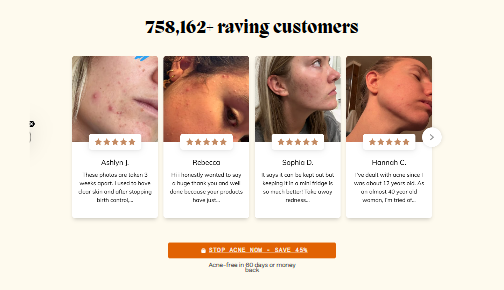 758,162+ raving customers
Ashlyn J.
These photos are taken 3
weeks apart. I used to have
clear skin and after stopping
birth control,...
Rebecca
I'm honestly wanted to say
a huge thank you and well
done because your products
have just....
Sophia D.
It says it can be kept out but
keeping it in a mini fridge is
so much better! Take away
redness...
Hannah C.
I've dealt with acne since I
was about 12 years old. As
an almost 40 year old
woman, I'm tried of...
STOP ACNE NOW - SAVE 45%
Acne-free in 60 days or money
back